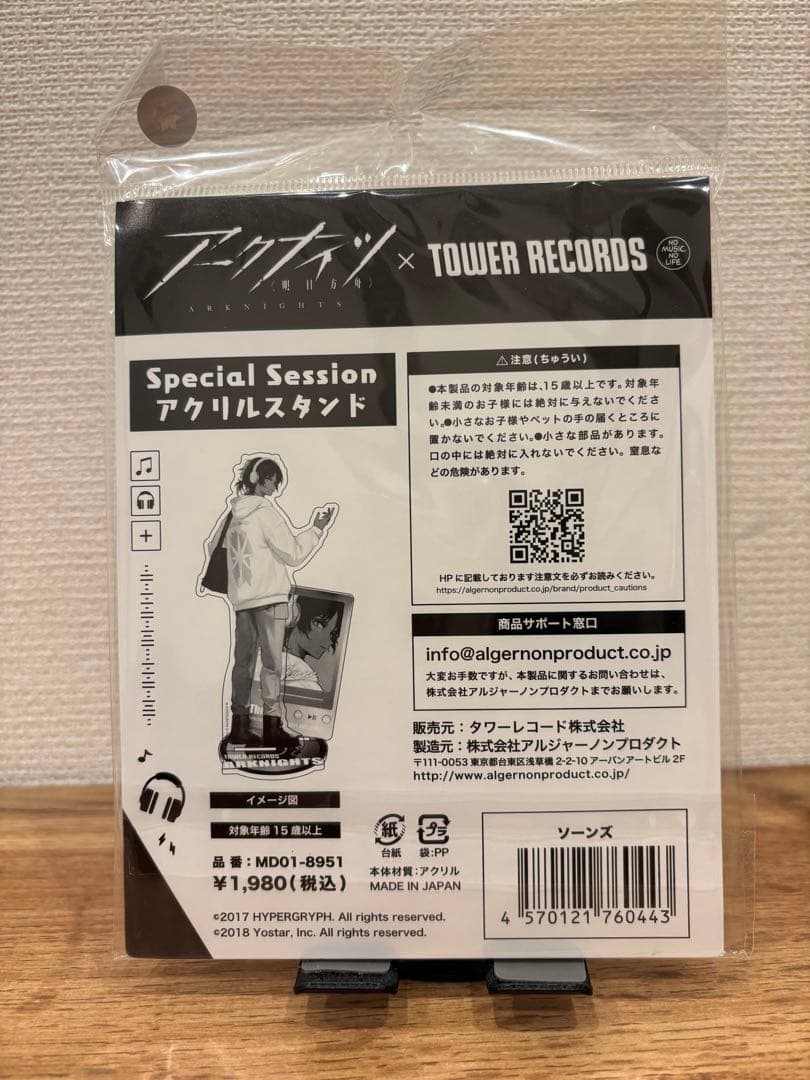 アークナイツ
〈明日方舟〉
ARKNIGHTS
×
TOWER RECORDS
NO
MUSIC,
NO
LIFE
Special Session
アクリルスタンド
⚠注意(ちゅうい)
●本製品の対象年齢は、15歳以上です。対象年
齢未満のお子様には絶対に与えないでくださ
い。●小さなお子様やペットの手の届くところに
置かないでください。●小さな部品があります。
口の中には絶対に入れないでください。窒息な
どの危険があります。
HPに記載しております注意文を必ずお読みください。
https://algernonproduct.co.jp/brand/product_cautions
商品サポート窓口
info@algernonproduct.co.jp
大変お手数ですが、本製品に関するお問い合わせは、
株式会社アルジャーノンプロダクトまでお願いします。
販売元：タワーレコード株式会社
製造元：株式会社アルジャーノンプロダクト
〒111-0053 東京都台東区浅草橋 2-2-10 アーバンアートビル 2F
http://www.algernonproduct.co.jp/
TOWER RECORDS
ARKNIGHTS
イメージ図
対象年齢15歳以上
品番：MD01-8951
¥1,980(税込)
紙
台紙
プラ
袋:PP
本体材質：アクリル
MADE IN JAPAN
ソーンズ
4 570121 760443
©2017 HYPERGRYPH. All rights reserved.
©2018 Yostar, Inc. All rights reserved.